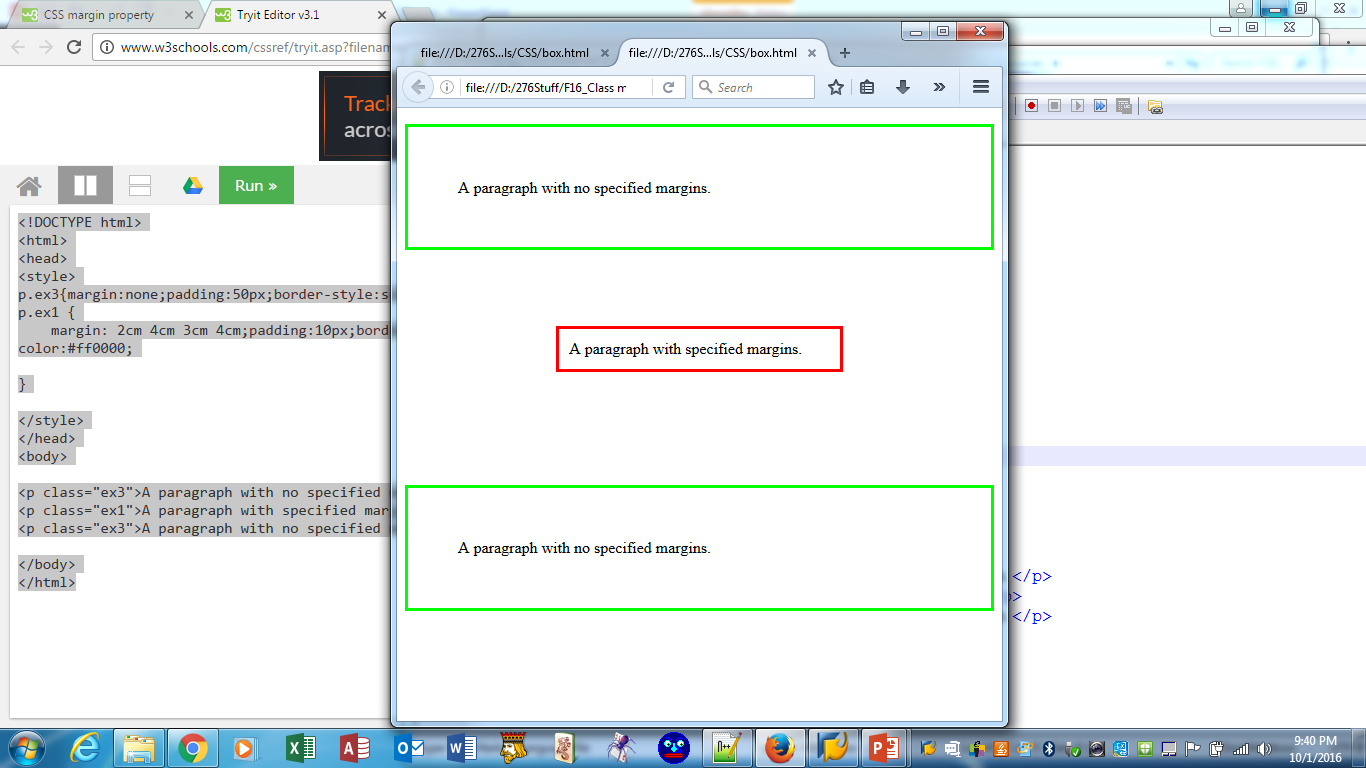 CSS margin property
Tryit Editor v3.1
www.w3schools.com/cssref/tryit.asp?filenam
Trac
acros
Run »
<!DOCTYPE html>
<html>
<head>
<style>
p.ex3{margin:none;padding:50px;border-style:s
p.ex1 {
margin: 2cm 4cm 3cm 4cm;padding:10px;bord
color:#ff0000;
}
</style>
</head>
<body>
<p class="ex3">A paragraph with no specified
<p class="ex1">A paragraph with specified mar
<p class="ex3">A paragraph with no specified
</body>
</html>
file:////D:/276S...ls/CSS/box.html
file:////D:/276S...ls/CSS/box.html
file:////D:/276Stuff/F16_Class m
Search
A paragraph with no specified margins.
A paragraph with specified margins.
A paragraph with no specified margins.
</p>
>
</p>
9:40 PM
10/1/2016